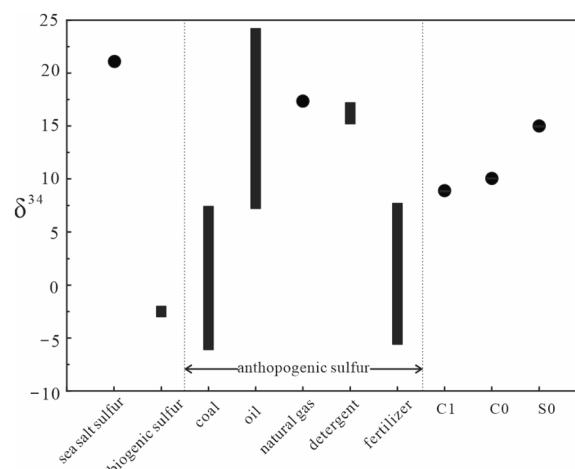 25
20
15
10
5
0
−5
−10
δ³⁴
anthopogenic sulfur
sea salt sulfur
biogenic sulfur
coal
oil
natural gas
detergent
fertilizer
C1
C0
S0